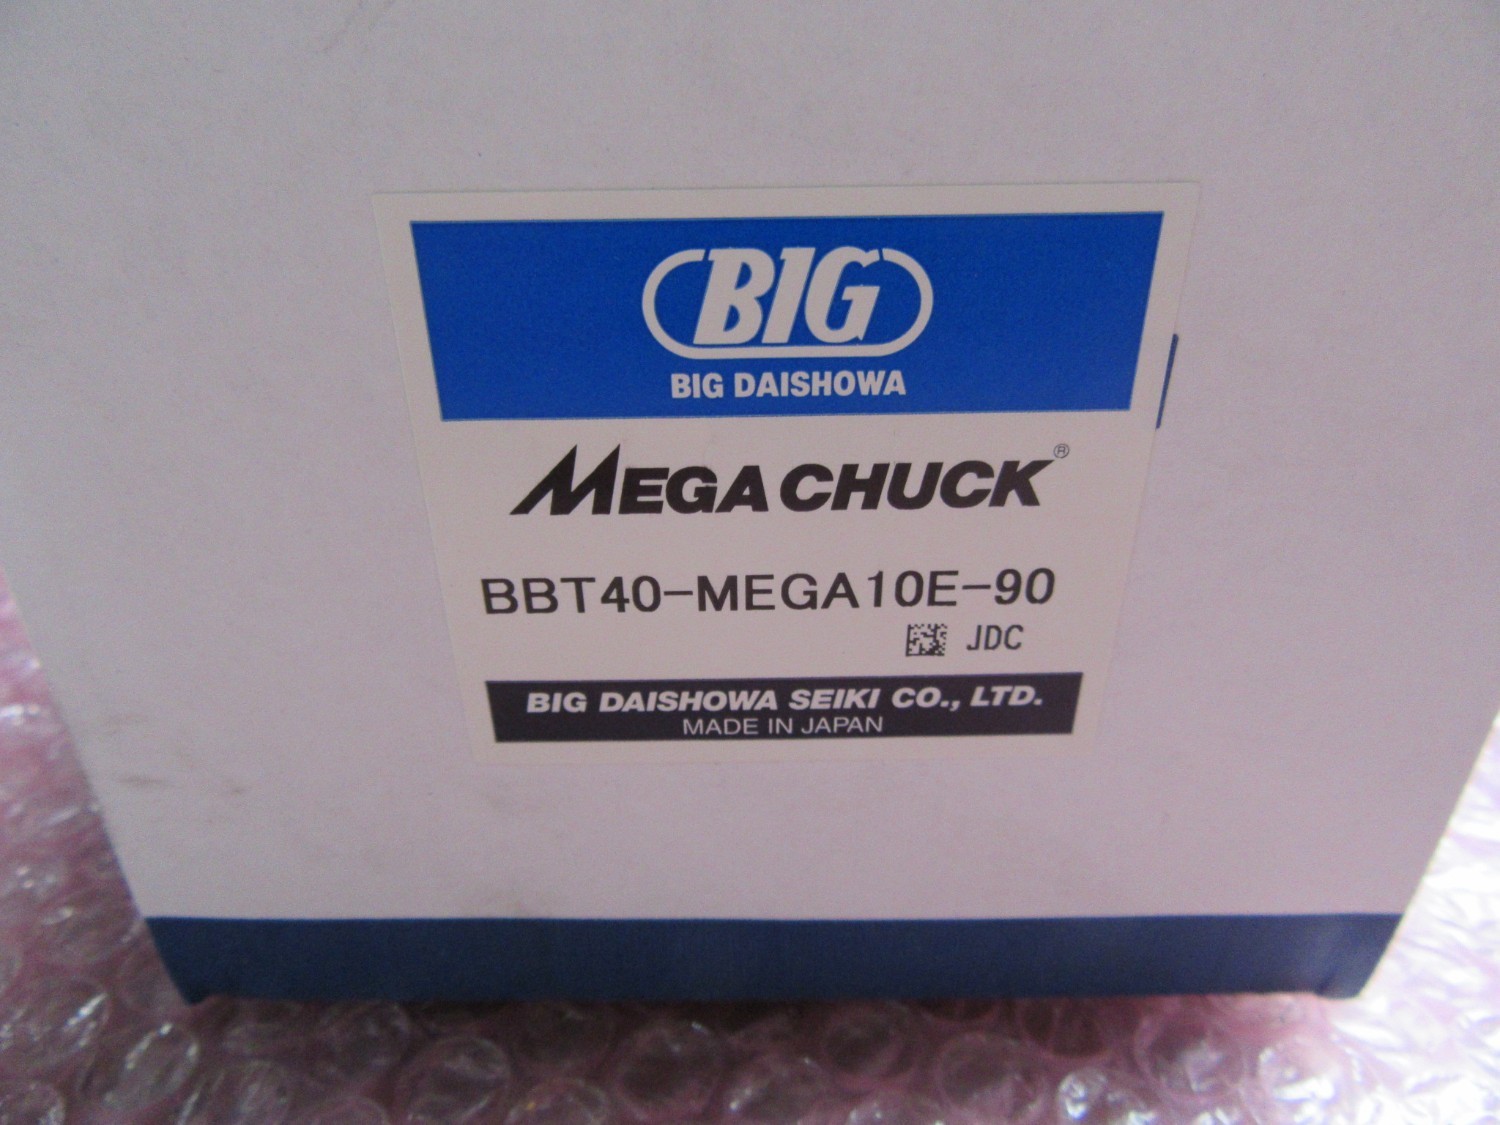 BIG
BIG DAISHOWA
MEGA CHUCK®
BBT40-MEGA10E-90
JDC
BIG DAISHOWA SEIKI CO., LTD.
MADE IN JAPAN